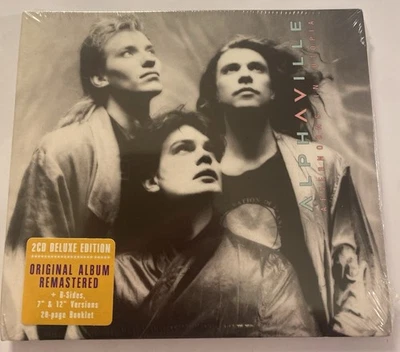 ALPHAVILLE
2CD DELUXE EDITION
ORIGINAL ALBUM
REMASTERED
+ B-Sides,
7" & 12" Versions
20-page Booklet